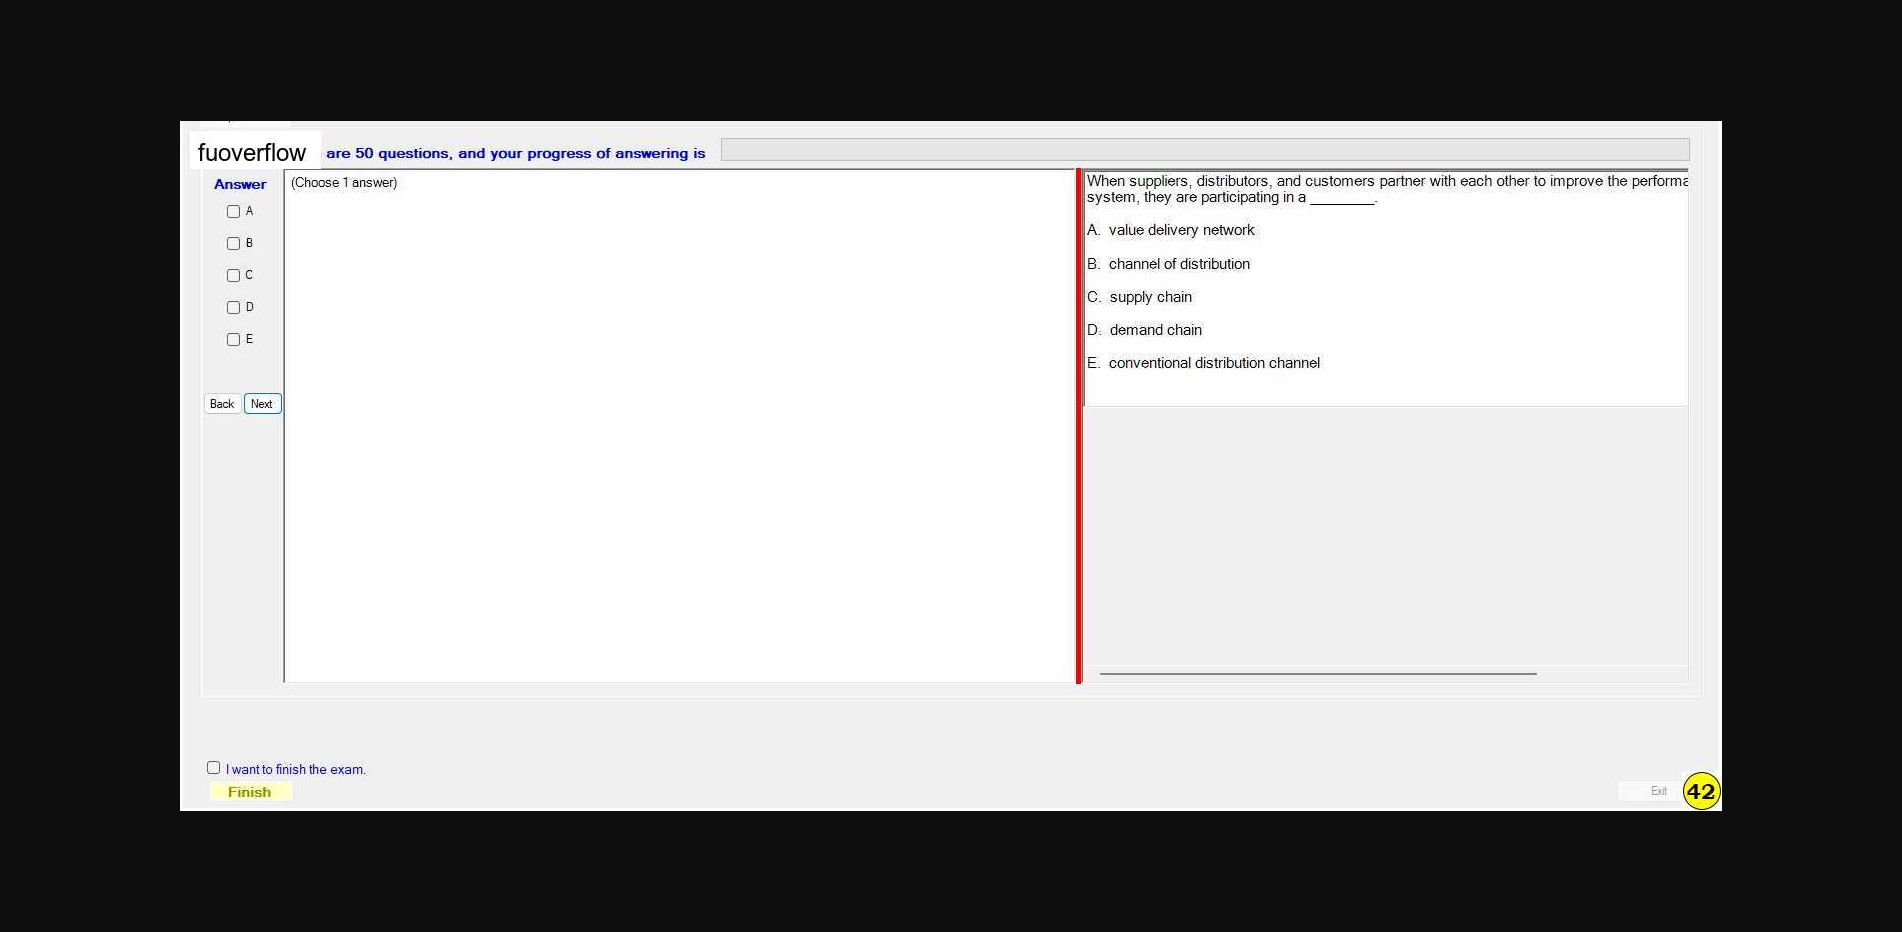 fuoverflow are 50 questions, and your progress of answering is
Answer
A
B
C
D
E
Back Next
(Choose 1 answer)
When suppliers, distributors, and customers partner with each other to improve the performa
system, they are participating in a ________.
A. value delivery network
B. channel of distribution
C. supply chain
D. demand chain
E. conventional distribution channel
I want to finish the exam.
Finish
Exit
42